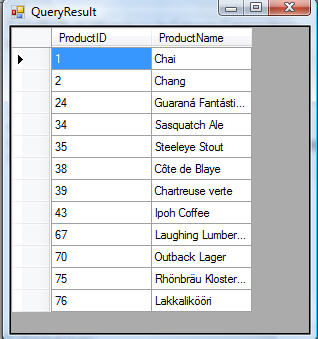 QueryResult
ProductID ProductName
1 Chai
2 Chang
24 Guaraná Fantásti...
34 Sasquatch Ale
35 Steeleye Stout
38 Côte de Blaye
39 Chartreuse verte
43 Ipoh Coffee
67 Laughing Lumber...
70 Outback Lager
75 Rhönbräu Kloster...
76 Lakkalikööri